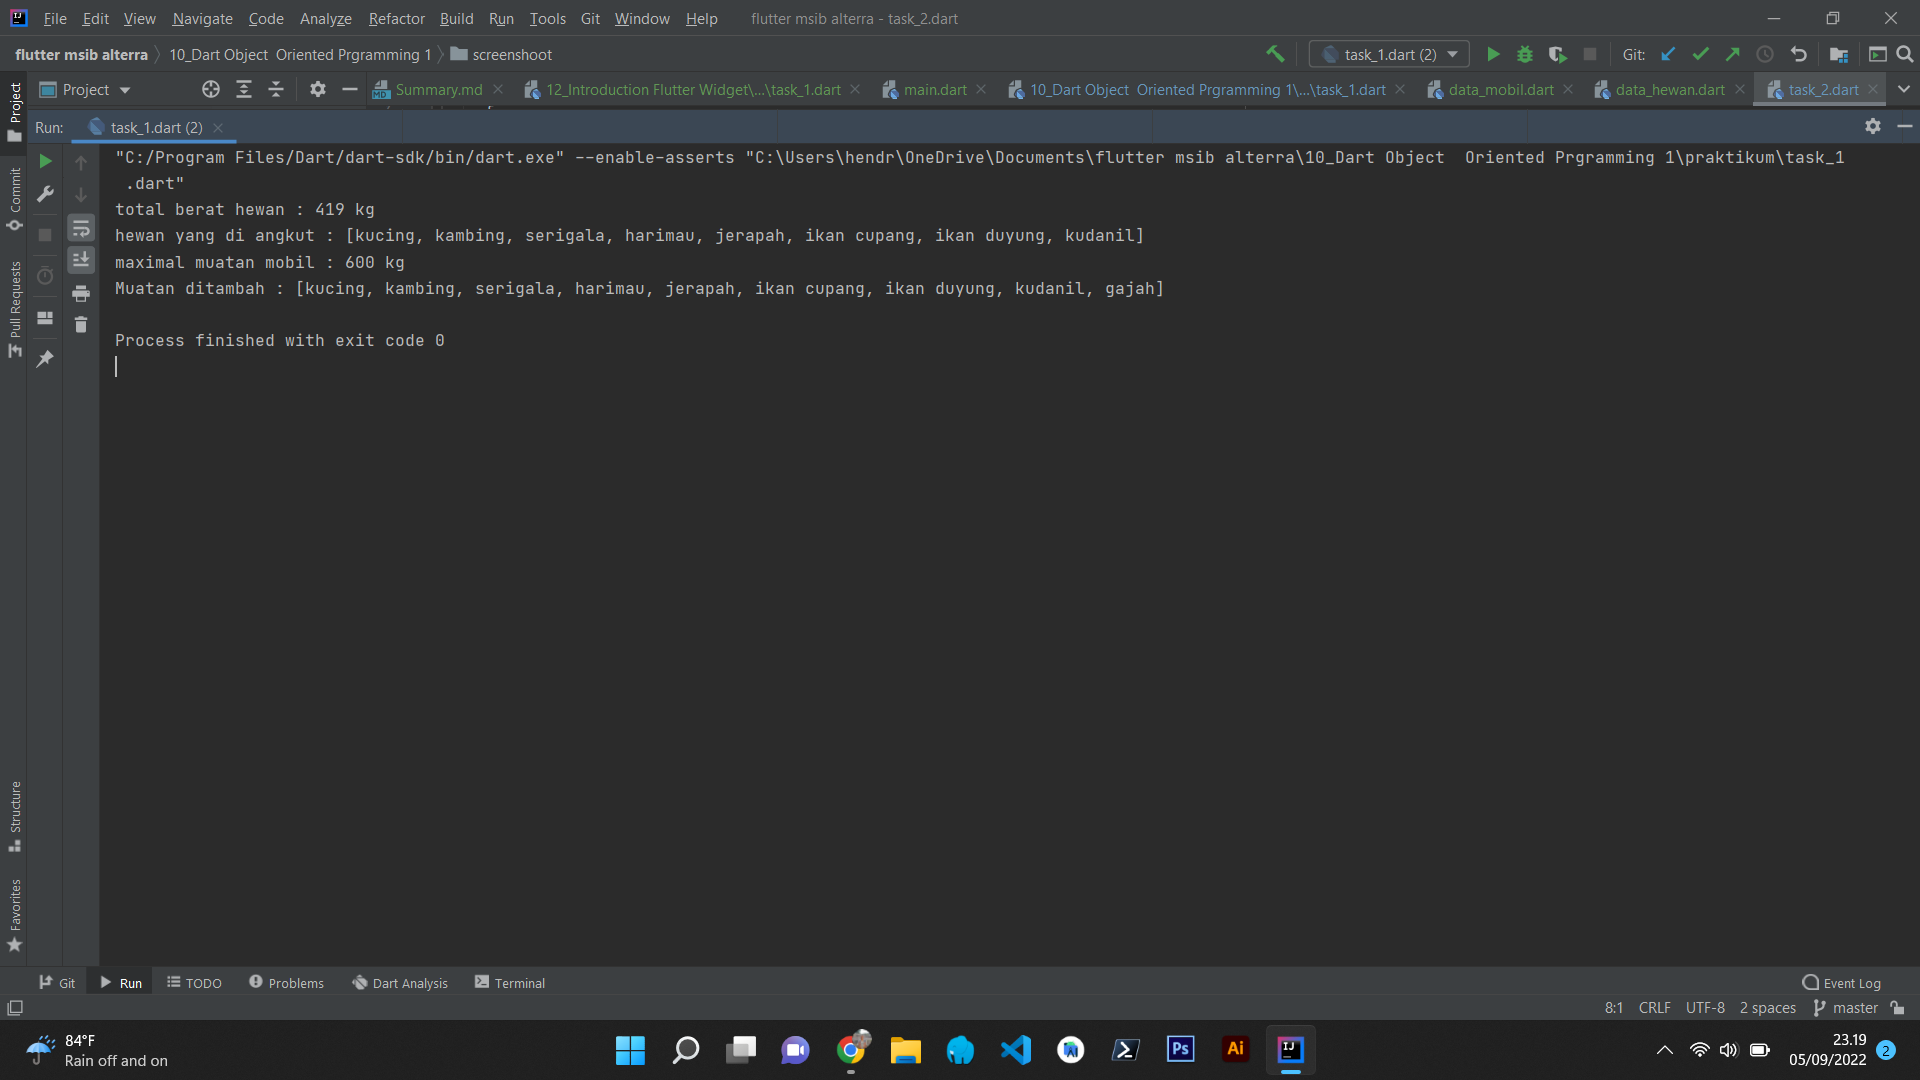 File Edit View Navigate Code Analyze Refactor Build Run Tools Git Window Help flutter msib alterra - task_2.dart
flutter msib alterra 10_Dart Object  Oriented Prgramming 1 screenshoot task_1.dart (2) Git:
Project Summary.md 12_Introduction Flutter Widget\...\task_1.dart main.dart 10_Dart Object  Oriented Prgramming 1\...\task_1.dart data_mobil.dart data_hewan.dart task_2.dart
Run: task_1.dart (2)
"C:/Program Files/Dart/dart-sdk/bin/dart.exe" --enable-asserts "C:\Users\hendr\OneDrive\Documents\flutter msib alterra\10_Dart Object  Oriented Prgramming 1\praktikum\task_1
.dart"
total berat hewan : 419 kg
hewan yang di angkut : [kucing, kambing, serigala, harimau, jerapah, ikan cupang, ikan duyung, kudanil]
maximal muatan mobil : 600 kg
Muatan ditambah : [kucing, kambing, serigala, harimau, jerapah, ikan cupang, ikan duyung, kudanil, gajah]
Process finished with exit code 0
Project
Commit
Pull Requests
Structure
Favorites
Git Run TODO Problems Dart Analysis Terminal Event Log
8:1 CRLF UTF-8 2 spaces master
84°F
Rain off and on
Ps Ai IJ
23.19
05/09/2022
2